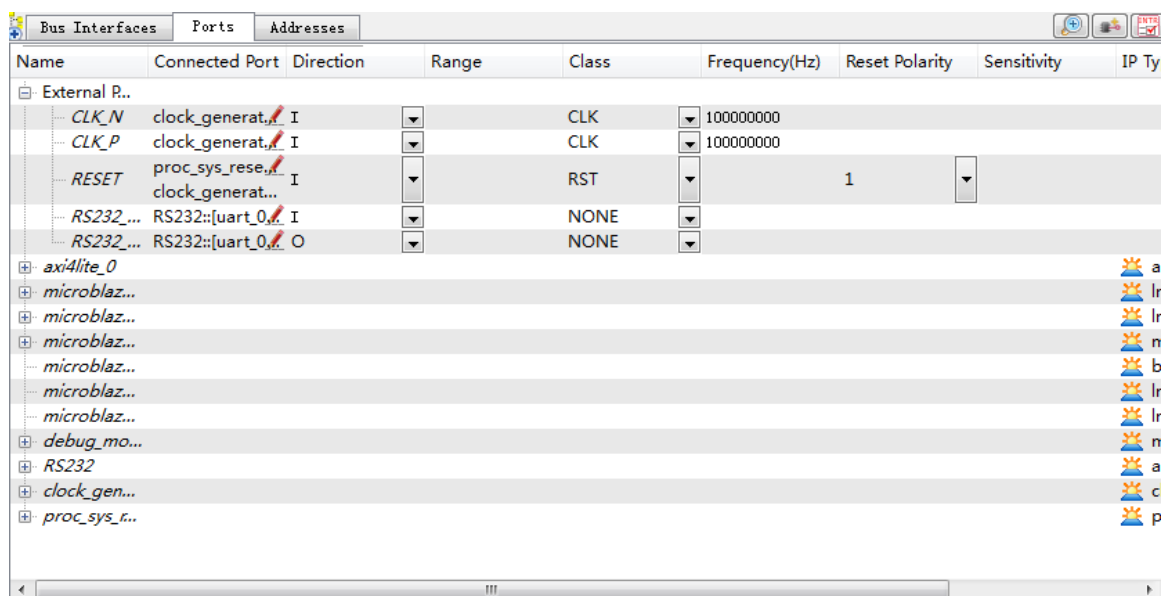 Bus Interfaces Ports Addresses
Name Connected Port Direction Range Class Frequency(Hz) Reset Polarity Sensitivity IP Ty
External P...
CLK_N clock_generat... I CLK 100000000
CLK_P clock_generat... I CLK 100000000
RESET proc_sys_rese... I RST 1
clock_generat...
RS232_... RS232::[uart_0... I NONE
RS232_... RS232::[uart_0... O NONE
axi4lite_0 a
microblaz...
microblaz...
microblaz... m
microblaz... b
microblaz...
microblaz...
debug_mo... m
RS232 a
clock_gen... c
proc_sys_r... p